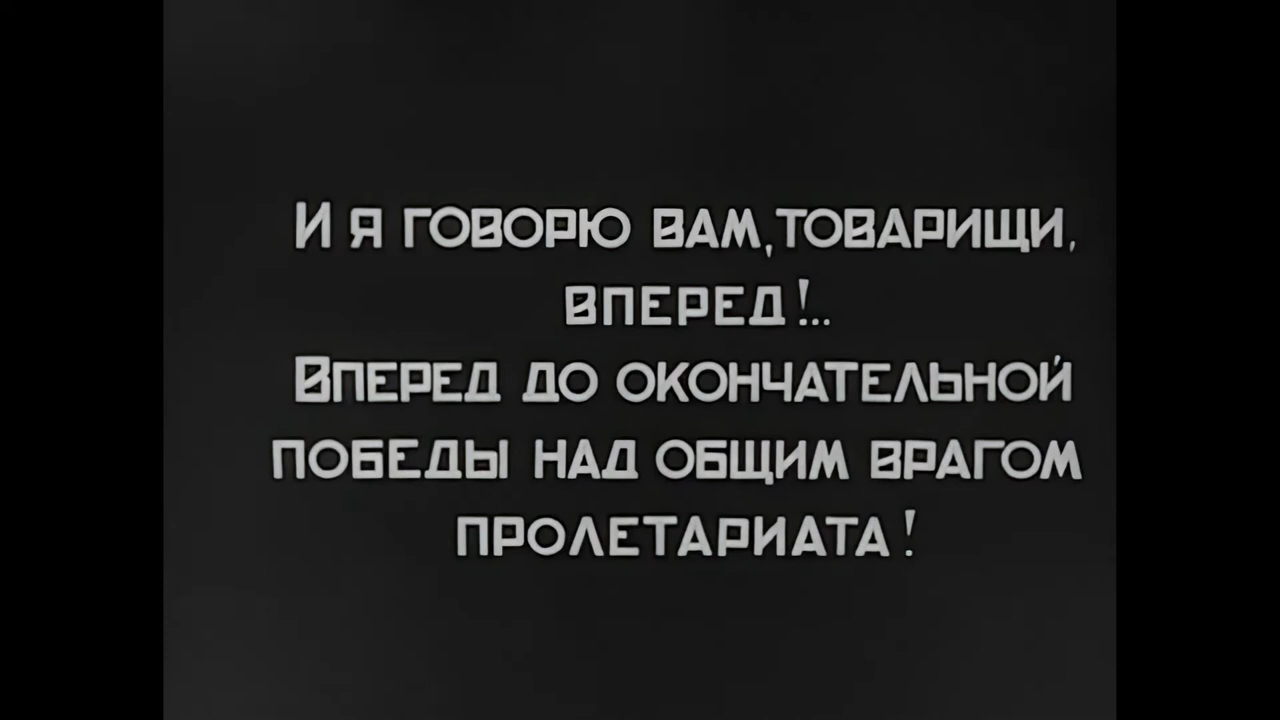 И Я ГОВОРЮ ВАМ, ТОВАРИЩИ,
ВПЕРЕД!...
ВПЕРЕД ДО ОКОНЧАТЕЛЬНОЙ
ПОБЕДЫ НАД ОБЩИМ ВРАГОМ
ПРОЛЕТАРИАТА!